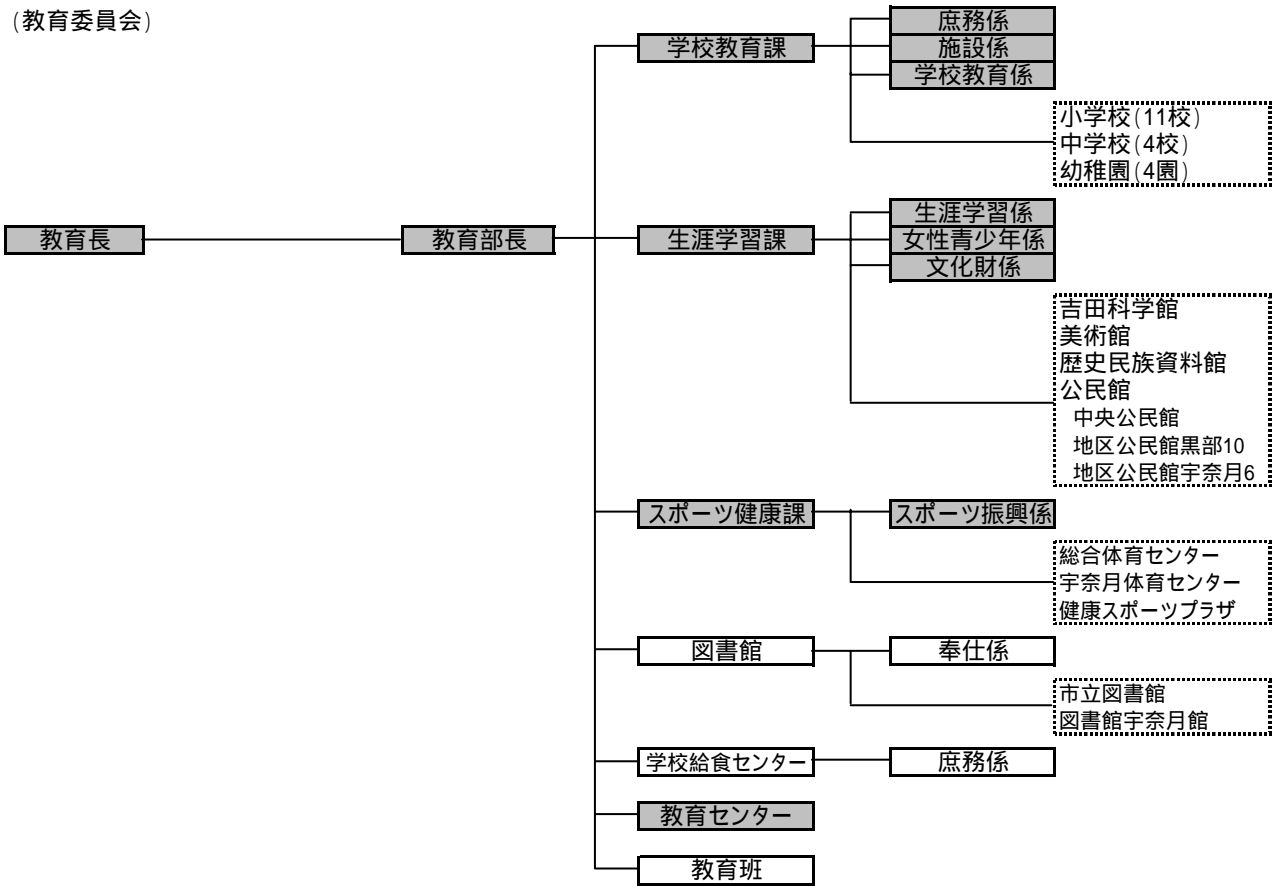 (教育委員会)
庶務係
学校教育課
施設係
学校教育係
小学校(11校)
中学校(4校)
幼稚園(4園)
生涯学習係
教育長
教育部長
生涯学習課
女性青少年係
文化財係
吉田科学館
美術館
歴史民族資料館
公民館
中央公民館
地区公民館黒部10
地区公民館宇奈月6
スポーツ健康課
スポーツ振興係
総合体育センター
宇奈月体育センター
健康スポーツプラザ
図書館
奉仕係
市立図書館
図書館宇奈月館
学校給食センター
庶務係
教育センター
教育班